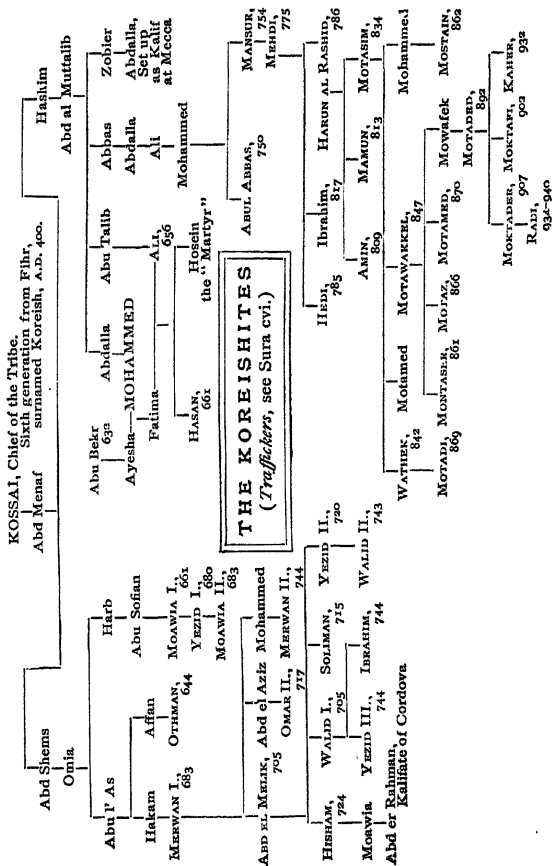 KOSSAI, Chief of the Tribe.
Sixth generation from Fihr,
surnamed Koreish, A.D. 400.
Abd Menaf
Abd Shems
Omia
Hashim
Abd al Muttalib
Abu l' As
Harb
Hakam
Affan
Abu Sofian
MERWAN I., 683
OTHMAN, 644
MOAWIA I., 661
YEZID I., 680
MOAWIA II., 683
ABD EL MELIK, 705
Abd el Aziz
Mohammed
OMAR II., 717
MERWAN II., 744
HISHAM, 724
WALID I., 705
SOLIMAN, 715
YEZID II., 720
Moawia
YEZID III., 744
IBRAHIM, 744
WALID II., 743
Abd er Rahman,
Kalifate of Cordova
Abu Bekr
632
Abdalla
Abu Talib
Abbas
Zobier
Ayesha—MOHAMMED
Abdalla
Abdalla,
Set up
as Kalif
at Mecca
Fatima
ALI, 656
Ali
Mohammed
HASAN, 661
Hosein
the "Martyr"
THE KOREISHITES
(Traffickers, see Sura cvi.)
ABUL ABBAS, 750
MANSUR, 754
MEHDI, 775
HEDI, 785
Ibrahim, 817
HARUN AL RASHID, 786
AMIN, 809
MAMUN, 813
MOTASIM, 834
WATHEK, 842
Motamed
MOTAWAKKEL, 847
Mohammed
MOTADI, 869
MONTASER, 861
MOTAZ, 866
MOTAMED, 870
Mowafek
MOSTAIN, 862
MOTADED, 892
MOKTADER, 907
MOKTAFI, 902
KAHER, 932
RADI,
934-940